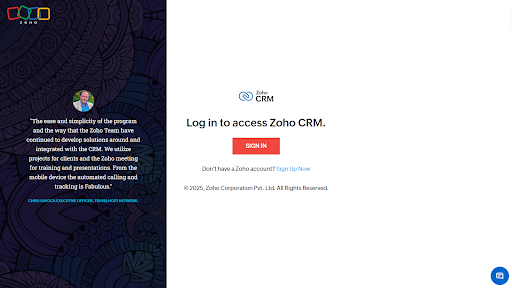 ZOHO
"The ease and simplicity of the program
and the way that the Zoho Team have
continued to develop solutions around and
integrated with the CRM. We utilize
projects for clients and the Zoho meeting
for training and presentations. From the
mobile device the automated calling and
tracking is Fabulous."
EXECUTIVE OFFICER, TRAVELHOST NETWORK.
Zoho
CRM
Log in to access Zoho CRM.
SIGN IN
Don't have a Zoho account? Sign Up Now
© 2025, Zoho Corporation Pvt. Ltd. All Rights Reserved.